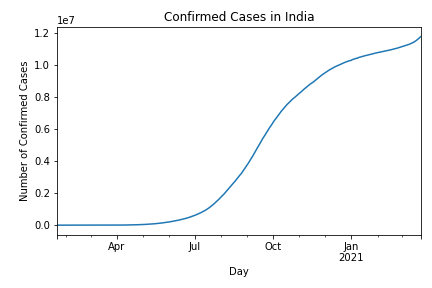 Confirmed Cases in India
1e7
1.2
1.0
0.8
0.6
0.4
0.2
0.0
Number of Confirmed Cases
Apr
Jul
Oct
Jan
2021
Day